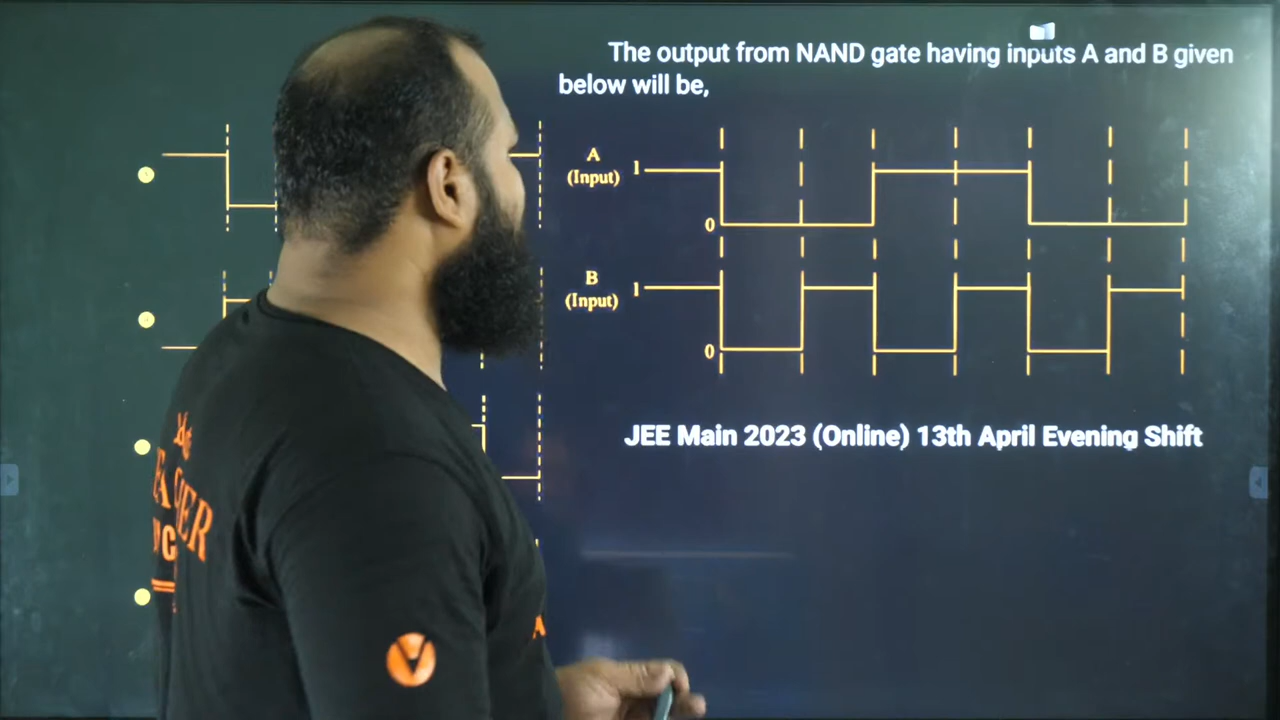 The output from NAND gate having inputs A and B given
below will be,
A
(Input)
1
0
B
(Input)
1
0
JEE Main 2023 (Online) 13th April Evening Shift